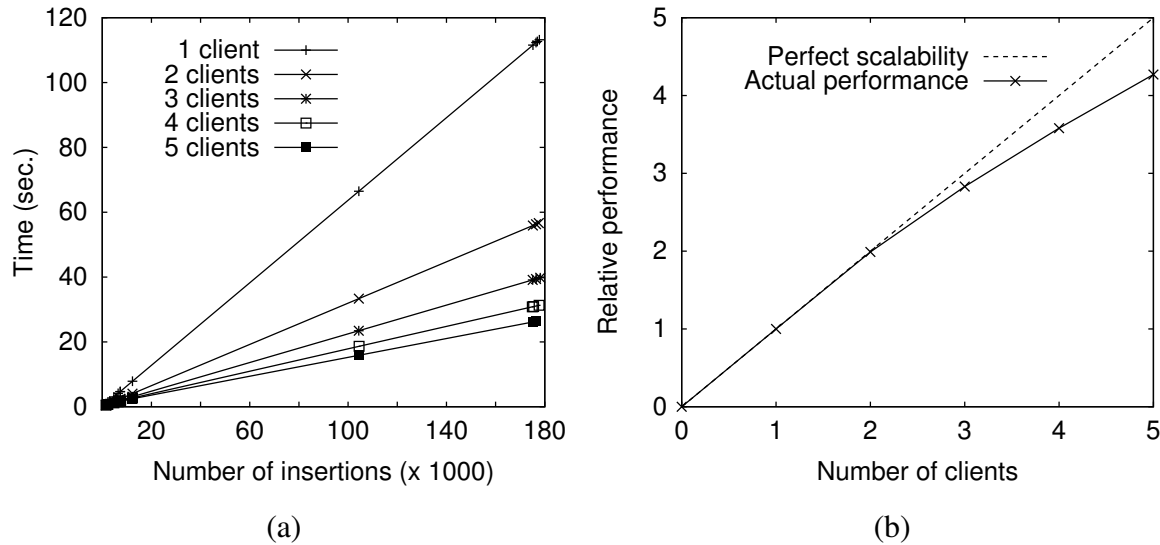 120
100
80
60
40
20
0
Time (sec.)
1 client
2 clients
3 clients
4 clients
5 clients
20 60 100 140 180
Number of insertions (x 1000)
(a)
5
4
3
2
1
0
Relative performance
Perfect scalability
Actual performance
0 1 2 3 4 5
Number of clients
(b)